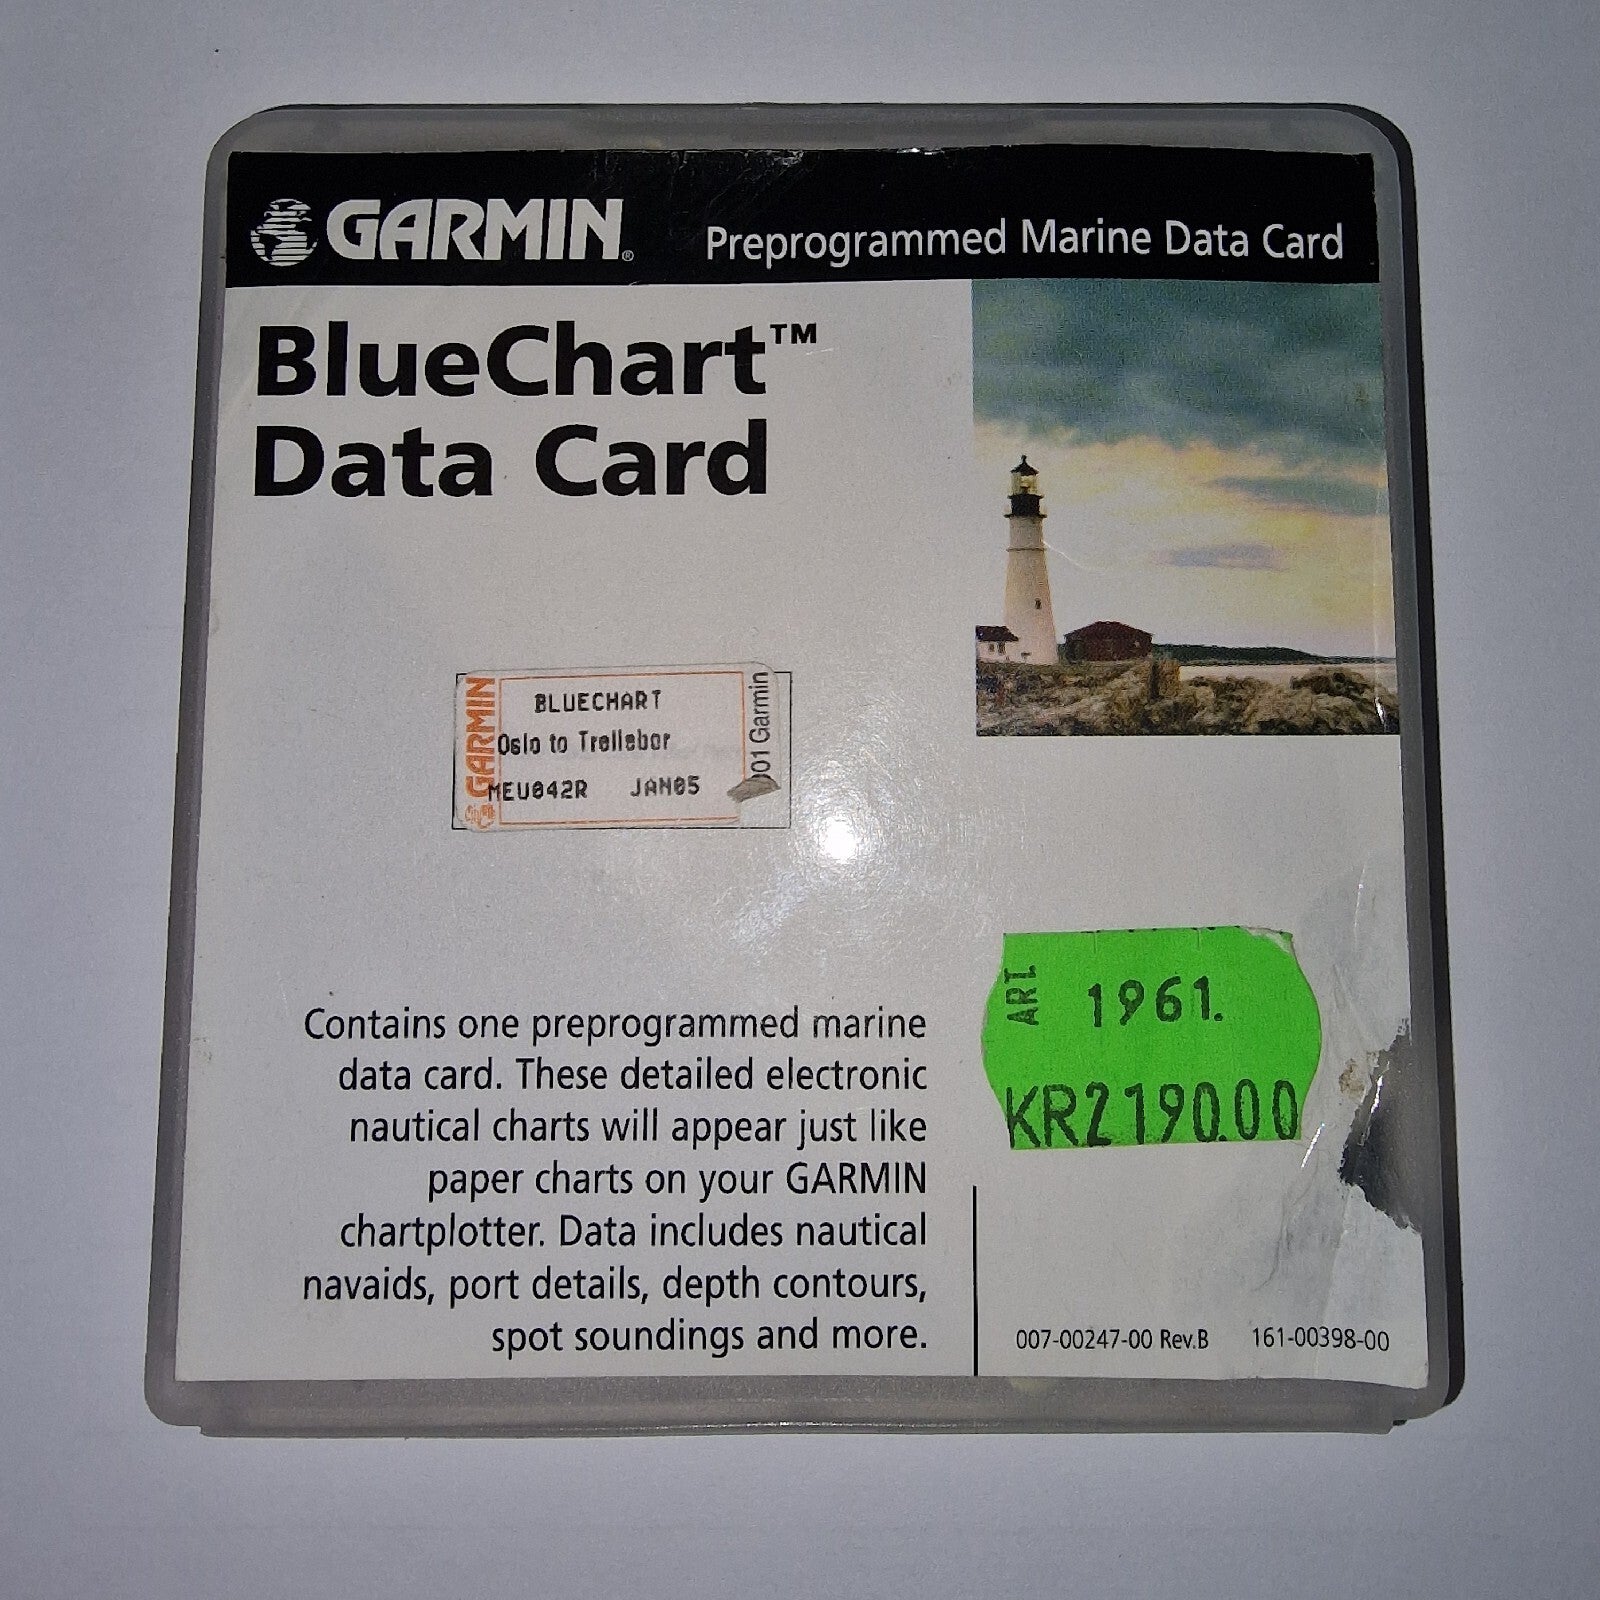 GARMIN®
Preprogrammed Marine Data Card
BlueChart™
Data Card
GARMIN
BLUECHART
Oslo to Trellebor
MEU042R JAN05
01 Garmin
Contains one preprogrammed marine
data card. These detailed electronic
nautical charts will appear just like
paper charts on your GARMIN
chartplotter. Data includes nautical
navaids, port details, depth contours,
spot soundings and more.
ART 1961.
KR2190.00
007-00247-00 Rev.B 161-00398-00